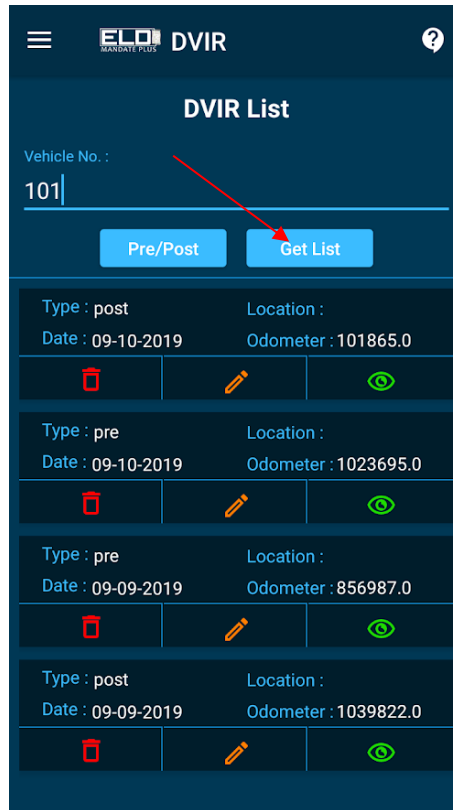 ELD MANDATE PLUS DVIR
DVIR List
Vehicle No. :
101
Pre/Post Get List
Type : post Location :
Date : 09-10-2019 Odometer : 101865.0
Type : pre Location :
Date : 09-10-2019 Odometer : 1023695.0
Type : pre Location :
Date : 09-09-2019 Odometer : 856987.0
Type : post Location :
Date : 09-09-2019 Odometer : 1039822.0